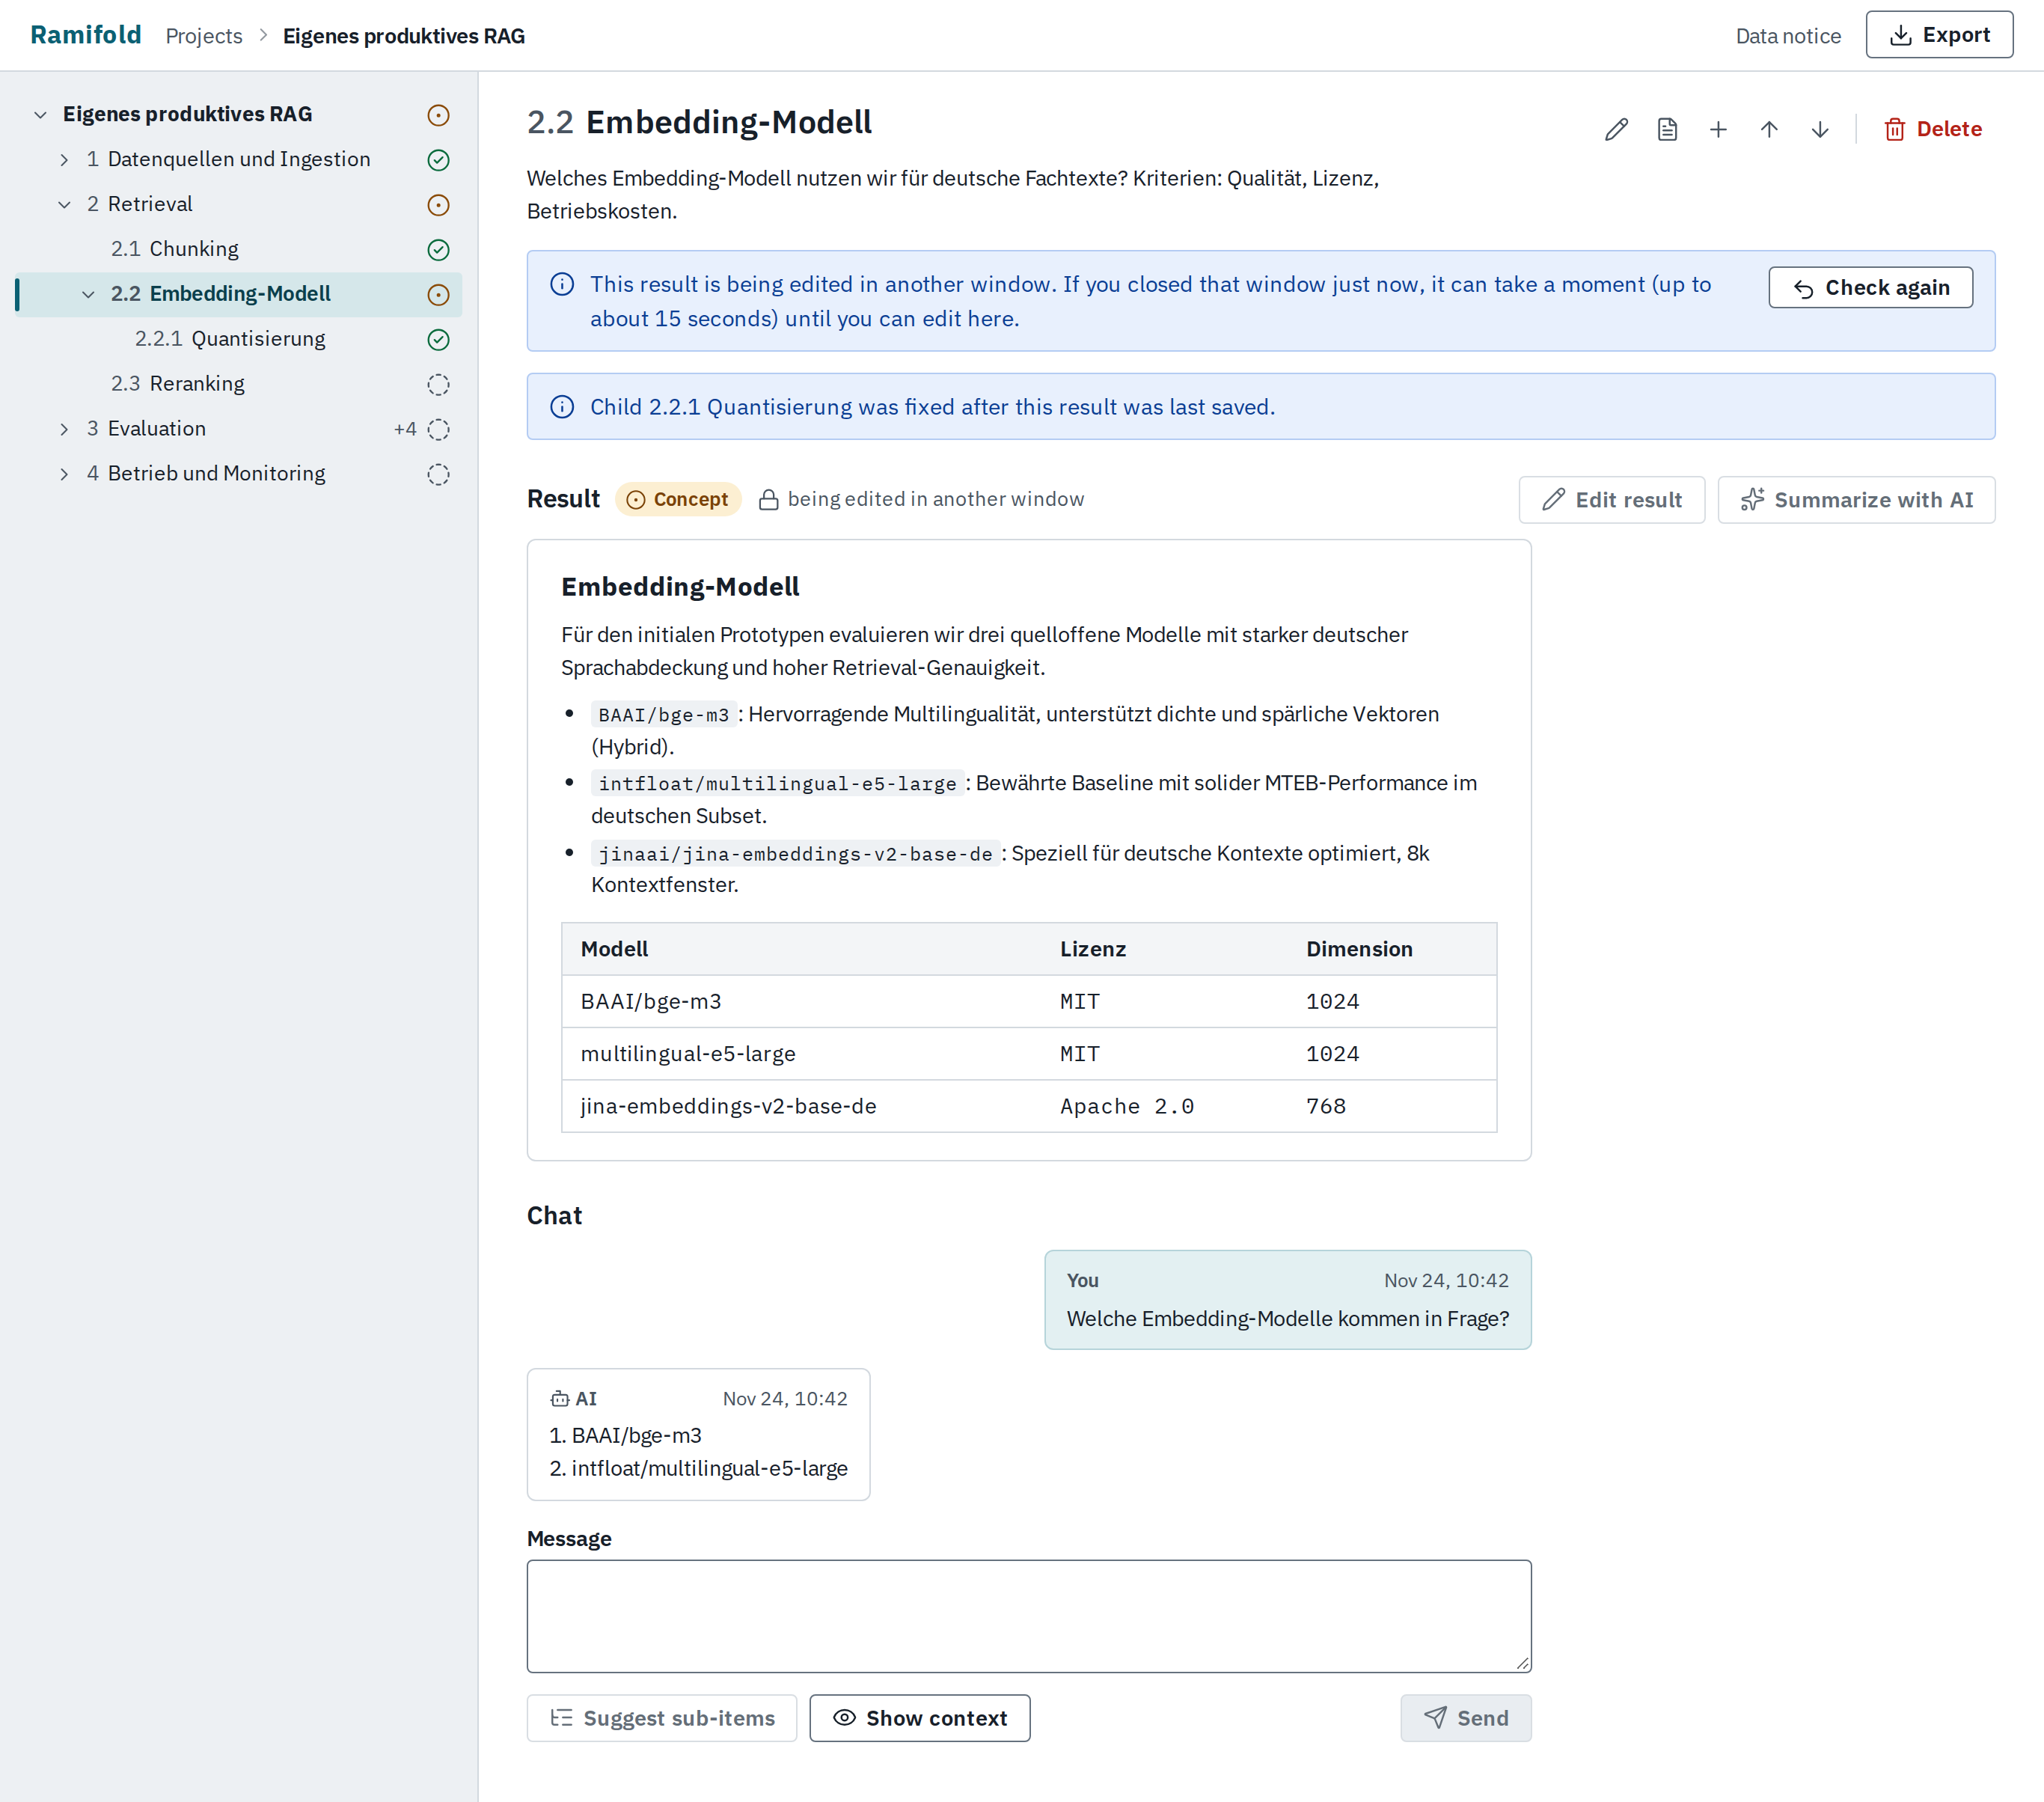 Ramifold
Projects
Eigenes produktives RAG
Data notice
Export
Eigenes produktives RAG
1 Datenquellen und Ingestion
2 Retrieval
2.1 Chunking
2.2 Embedding-Modell
2.2.1 Quantisierung
2.3 Reranking
3 Evaluation +4
4 Betrieb und Monitoring
2.2 Embedding-Modell
Delete
Welches Embedding-Modell nutzen wir für deutsche Fachtexte? Kriterien: Qualität, Lizenz,
Betriebskosten.
This result is being edited in another window. If you closed that window just now, it can take a moment (up to
about 15 seconds) until you can edit here.
Check again
Child 2.2.1 Quantisierung was fixed after this result was last saved.
Result
Concept
being edited in another window
Edit result
Summarize with AI
Embedding-Modell
Für den initialen Prototypen evaluieren wir drei quelloffene Modelle mit starker deutscher
Sprachabdeckung und hoher Retrieval-Genauigkeit.
• BAAI/bge-m3: Hervorragende Multilingualität, unterstützt dichte und spärliche Vektoren
(Hybrid).
• intfloat/multilingual-e5-large: Bewährte Baseline mit solider MTEB-Performance im
deutschen Subset.
• jinaai/jina-embeddings-v2-base-de: Speziell für deutsche Kontexte optimiert, 8k
Kontextfenster.
Modell Lizenz Dimension
BAAI/bge-m3 MIT 1024
multilingual-e5-large MIT 1024
jina-embeddings-v2-base-de Apache 2.0 768
Chat
You Nov 24, 10:42
Welche Embedding-Modelle kommen in Frage?
AI Nov 24, 10:42
1. BAAI/bge-m3
2. intfloat/multilingual-e5-large
Message
Suggest sub-items
Show context
Send